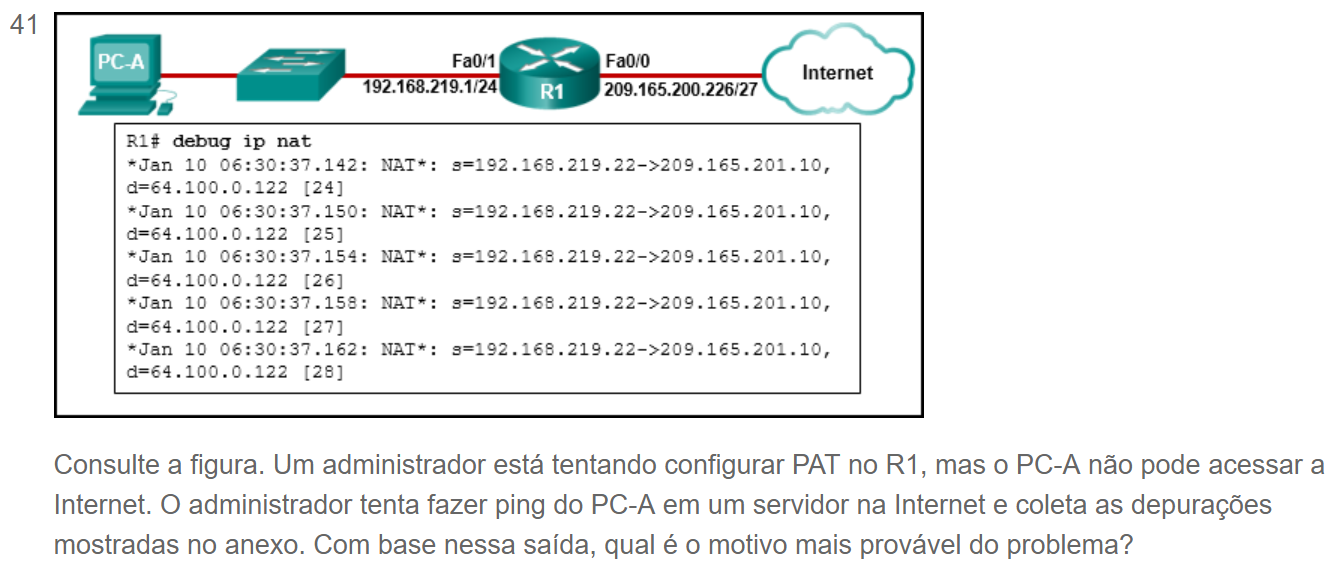 41
PC-A
Fa0/1
Fa0/0
Internet
192.168.219.1/24
R1
209.165.200.226/27
R1# debug ip nat
*Jan 10 06:30:37.142: NAT*: s=192.168.219.22->209.165.201.10,
d=64.100.0.122 [24]
*Jan 10 06:30:37.150: NAT*: s=192.168.219.22->209.165.201.10,
d=64.100.0.122 [25]
*Jan 10 06:30:37.154: NAT*: s=192.168.219.22->209.165.201.10,
d=64.100.0.122 [26]
*Jan 10 06:30:37.158: NAT*: s=192.168.219.22->209.165.201.10,
d=64.100.0.122 [27]
*Jan 10 06:30:37.162: NAT*: s=192.168.219.22->209.165.201.10,
d=64.100.0.122 [28]
Consulte a figura. Um administrador está tentando configurar PAT no R1, mas o PC-A não pode acessar a
Internet. O administrador tenta fazer ping do PC-A em um servidor na Internet e coleta as depurações
mostradas no anexo. Com base nessa saída, qual é o motivo mais provável do problema?